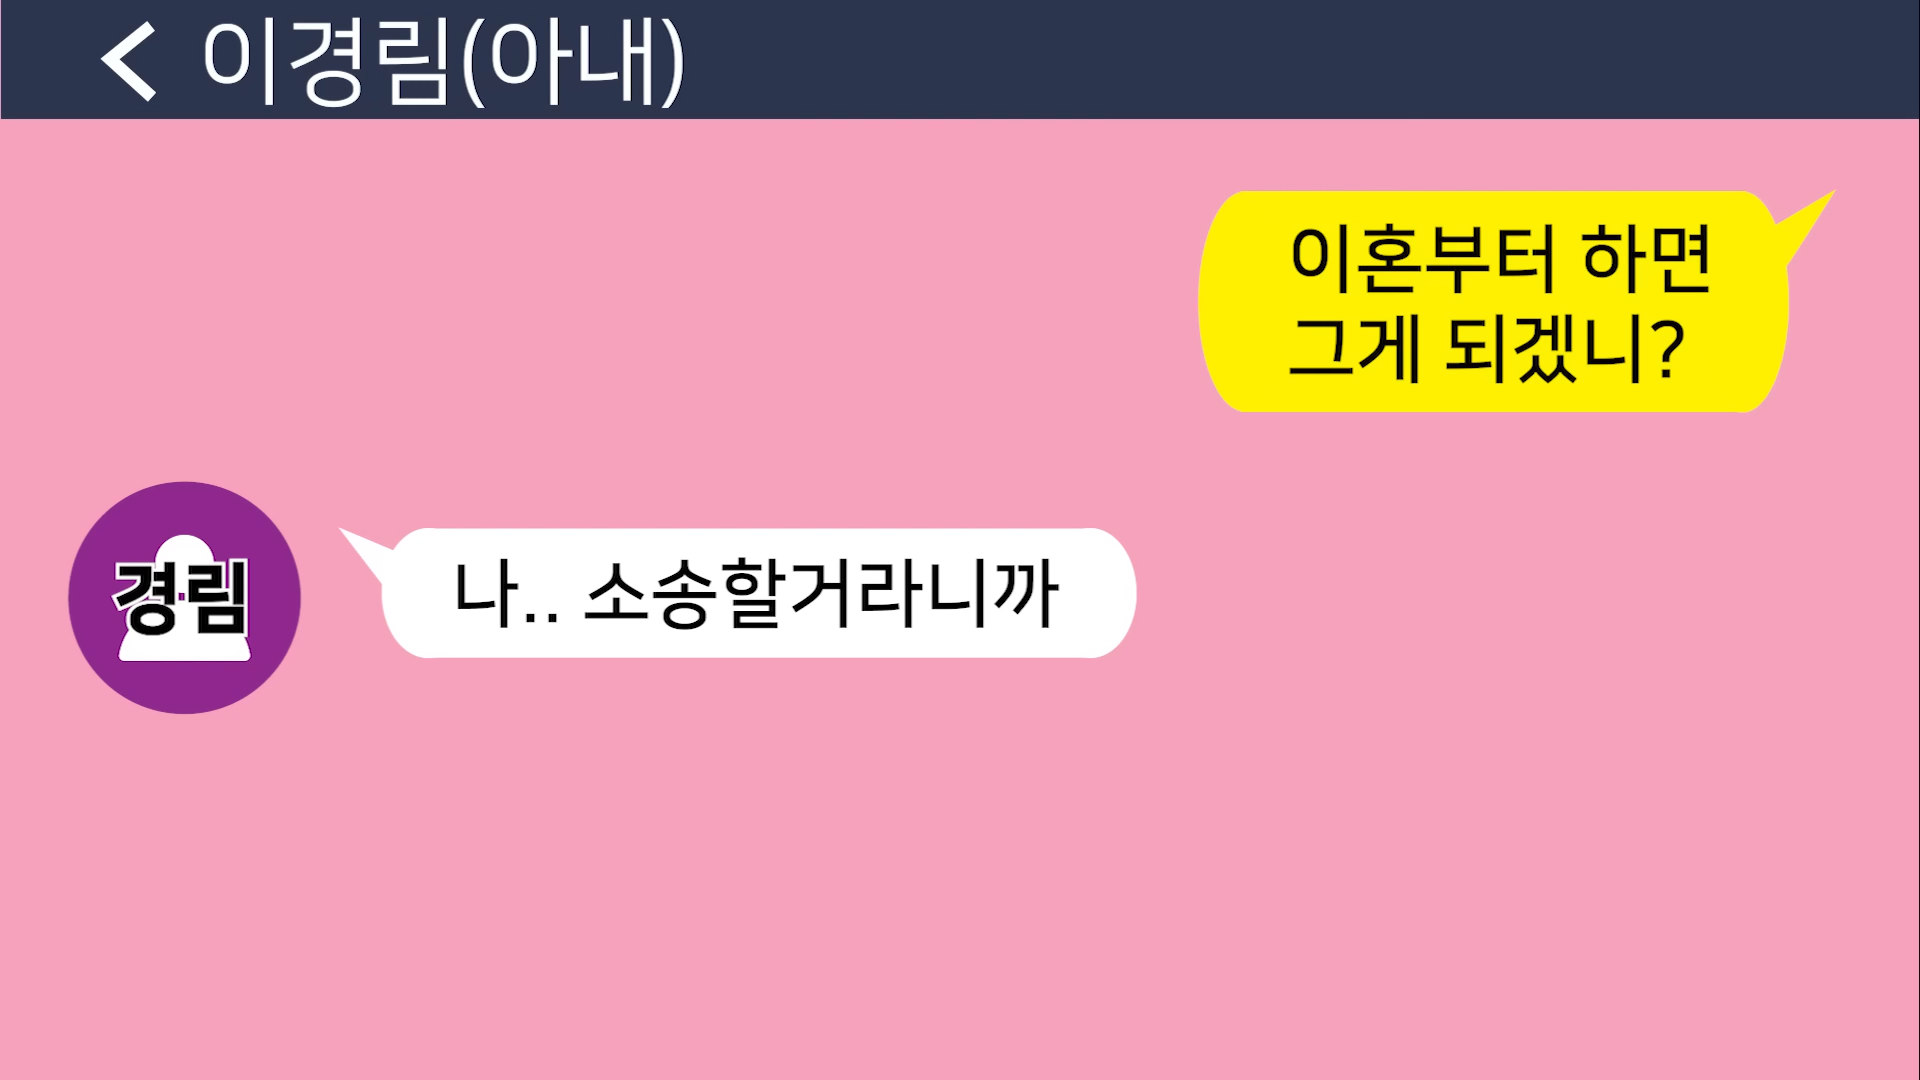 이경림(아내)
이혼부터 하면
그게 되겠니?
경림
나.. 소송할거라니까